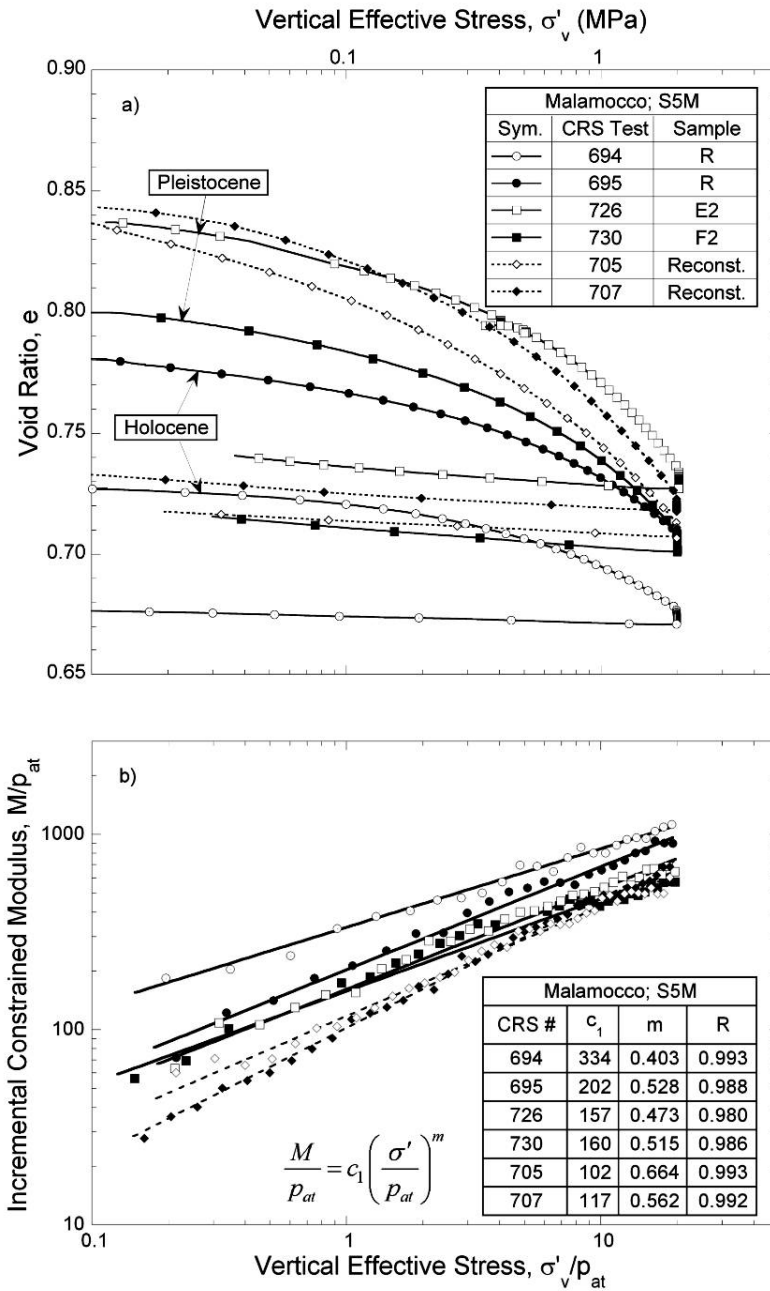 Vertical Effective Stress, σ'v (MPa)
0.1 1
0.90
0.85
0.80
0.75
0.70
0.65
Void Ratio, e
a)
Pleistocene
Holocene
Malamocco; S5M
Sym. CRS Test Sample
694 R
695 R
726 E2
730 F2
705 Reconst.
707 Reconst.
b)
1000
100
10
Incremental Constrained Modulus, M/pat
M/pat = c1 (σ'/pat)^m
Malamocco; S5M
CRS # c1 m R
694 334 0.403 0.993
695 202 0.528 0.988
726 157 0.473 0.980
730 160 0.515 0.986
705 102 0.664 0.993
707 117 0.562 0.992
0.1 1 10
Vertical Effective Stress, σ'v/pat